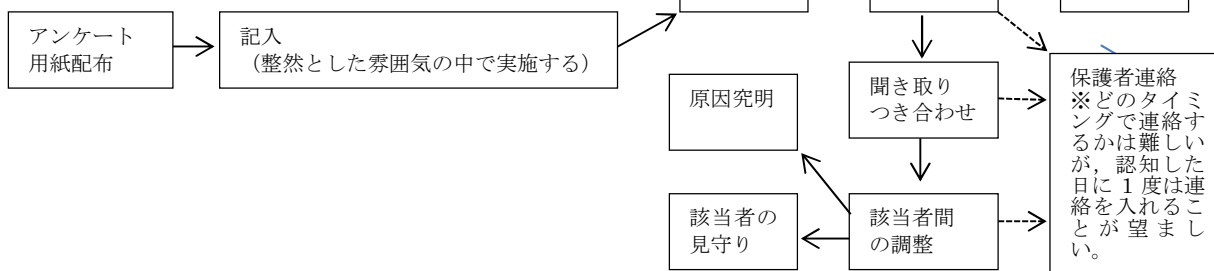 アンケート
用紙配布
記入
（整然とした雰囲気の中で実施する）
原因究明
聞き取り
つき合わせ
該当者の
見守り
該当者間
の調整
保護者連絡
※どのタイミ
ングで連絡す
るかは難しい
が，認知した
日に 1 度は連
絡を入れるこ
とが望まし
い。